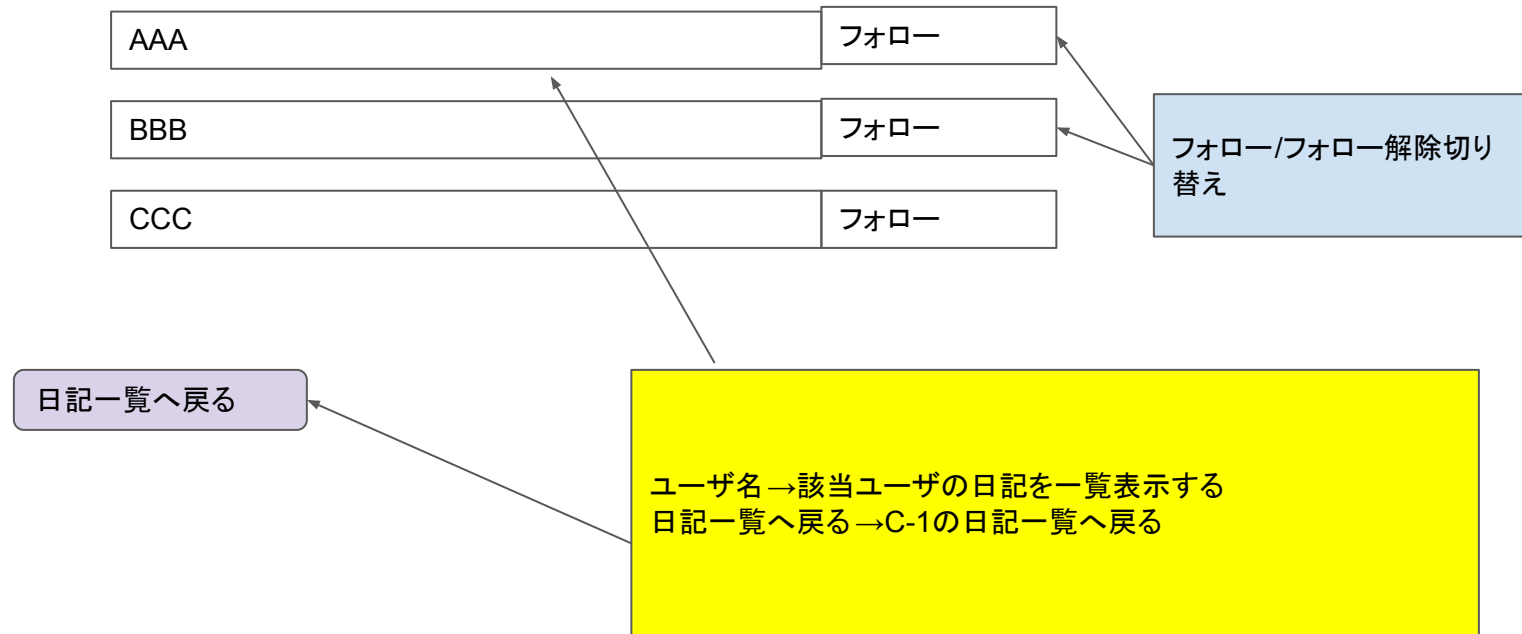 AAA
フォロー
BBB
フォロー
CCC
フォロー
フォロー/フォロー解除切り
替え
日記一覧へ戻る
ユーザ名→該当ユーザの日記を一覧表示する
日記一覧へ戻る→C-1の日記一覧へ戻る